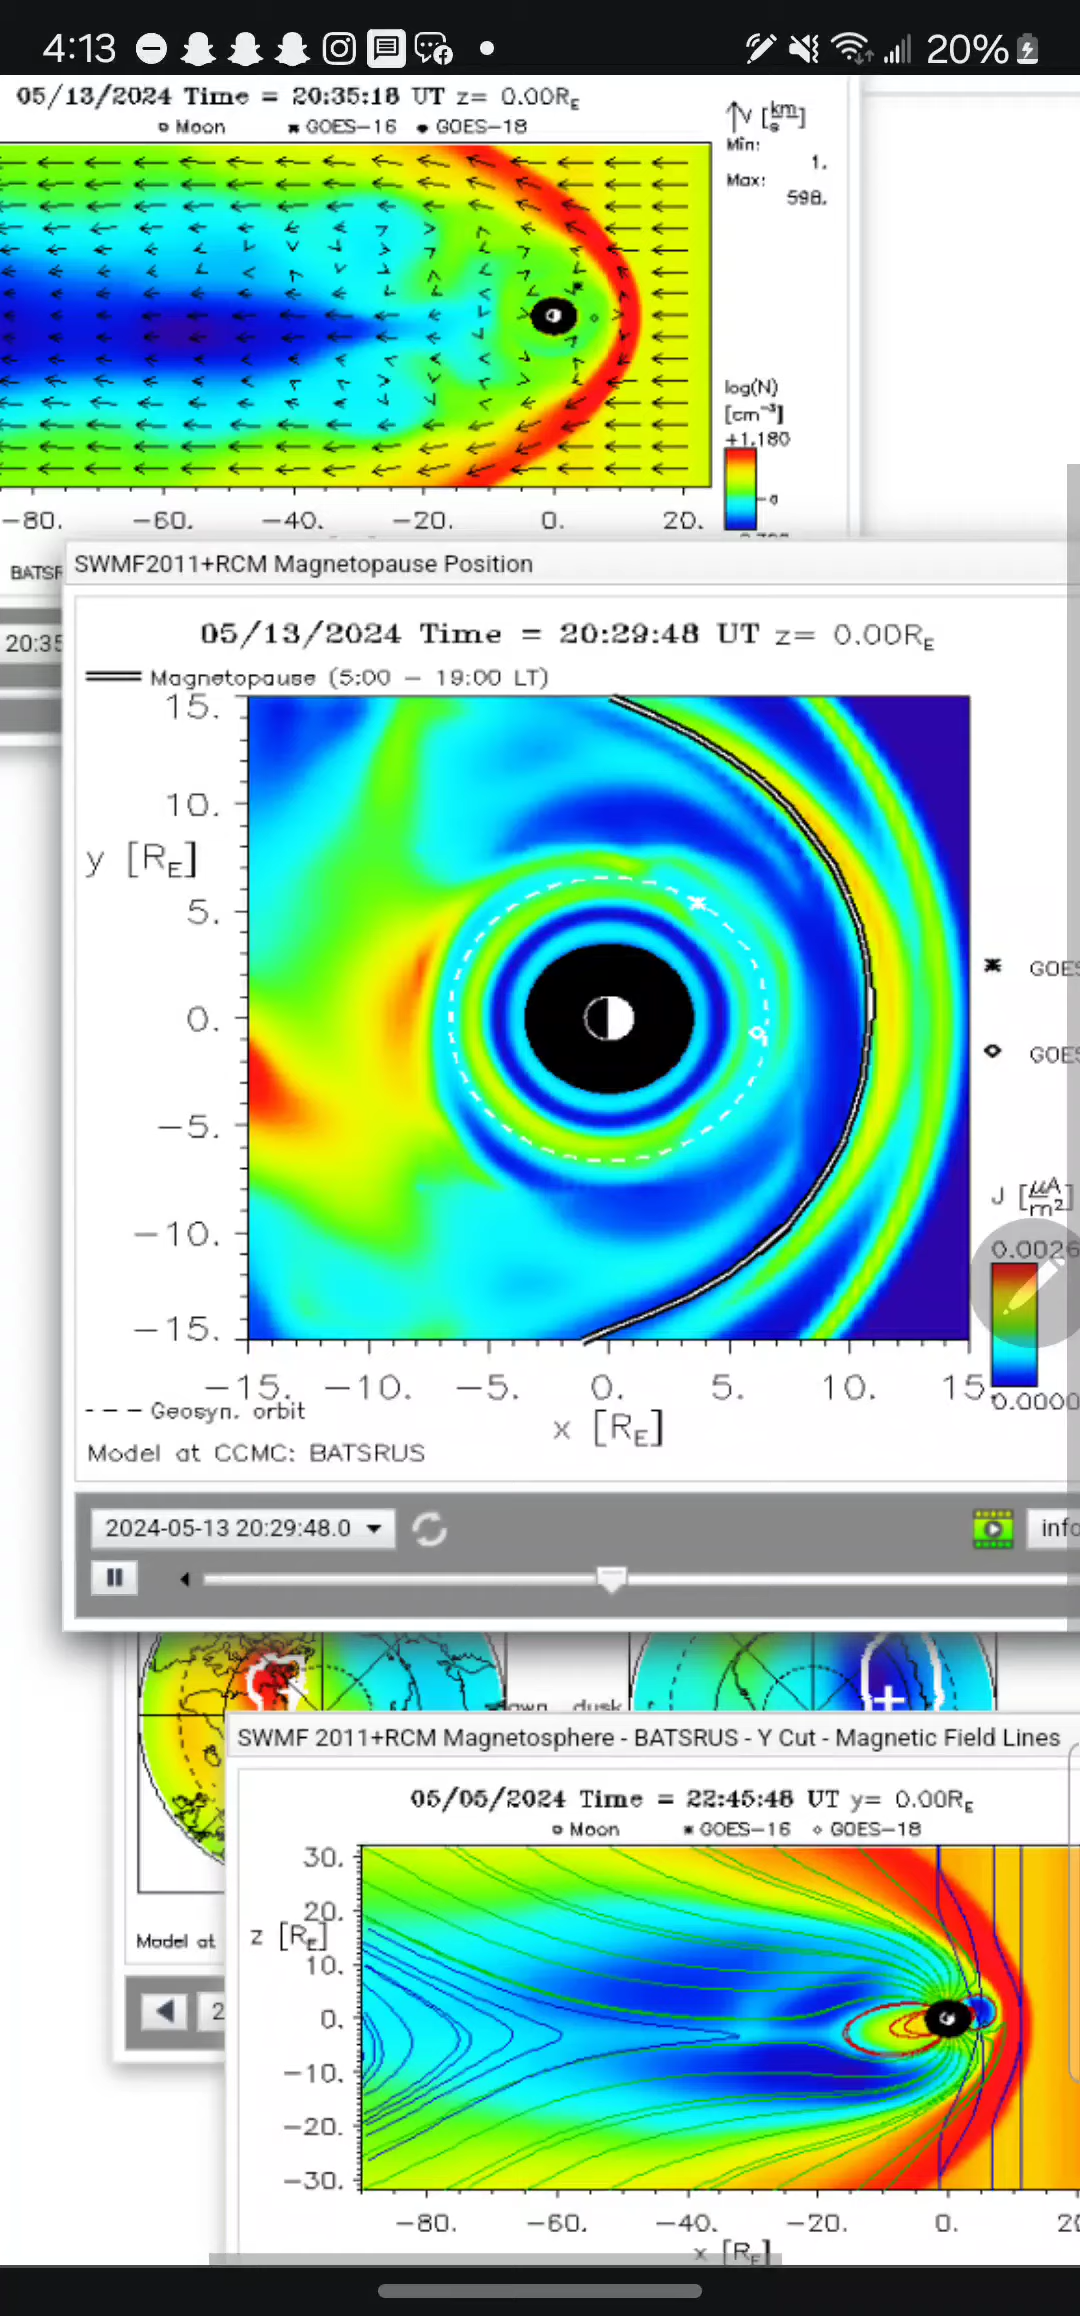 4:13
20%
05/13/2024 Time = 20:35:18 UT z= 0.00RE
Moon GOES-16 GOES-18
V [km/s]
Min:
1.
Max:
598.
log(N)
[cm-3]
+1.180
0
-80. -60. -40. -20. 0. 20.
BATSR
20:35
SWMF2011+RCM Magnetopause Position
05/13/2024 Time = 20:29:48 UT z= 0.00RE
Magnetopause (5:00 - 19:00 LT)
15.
10.
y [RE]
5.
0.
-5.
-10.
-15.
GOES
GOES
J [μA/m2]
0.0026
0.0000
-15. -10. -5. 0. 5. 10. 15
Geosyn. orbit
x [RE]
Model at CCMC: BATSRUS
2024-05-13 20:29:48.0
info
dusk
SWMF 2011+RCM Magnetosphere - BATSRUS - Y Cut - Magnetic Field Lines
05/05/2024 Time = 22:45:48 UT y= 0.00RE
Moon GOES-16 GOES-18
30.
20.
z [RE]
10.
0.
-10.
-20.
-30.
Model at
2
-80. -60. -40. -20. 0. 20
x [RE]